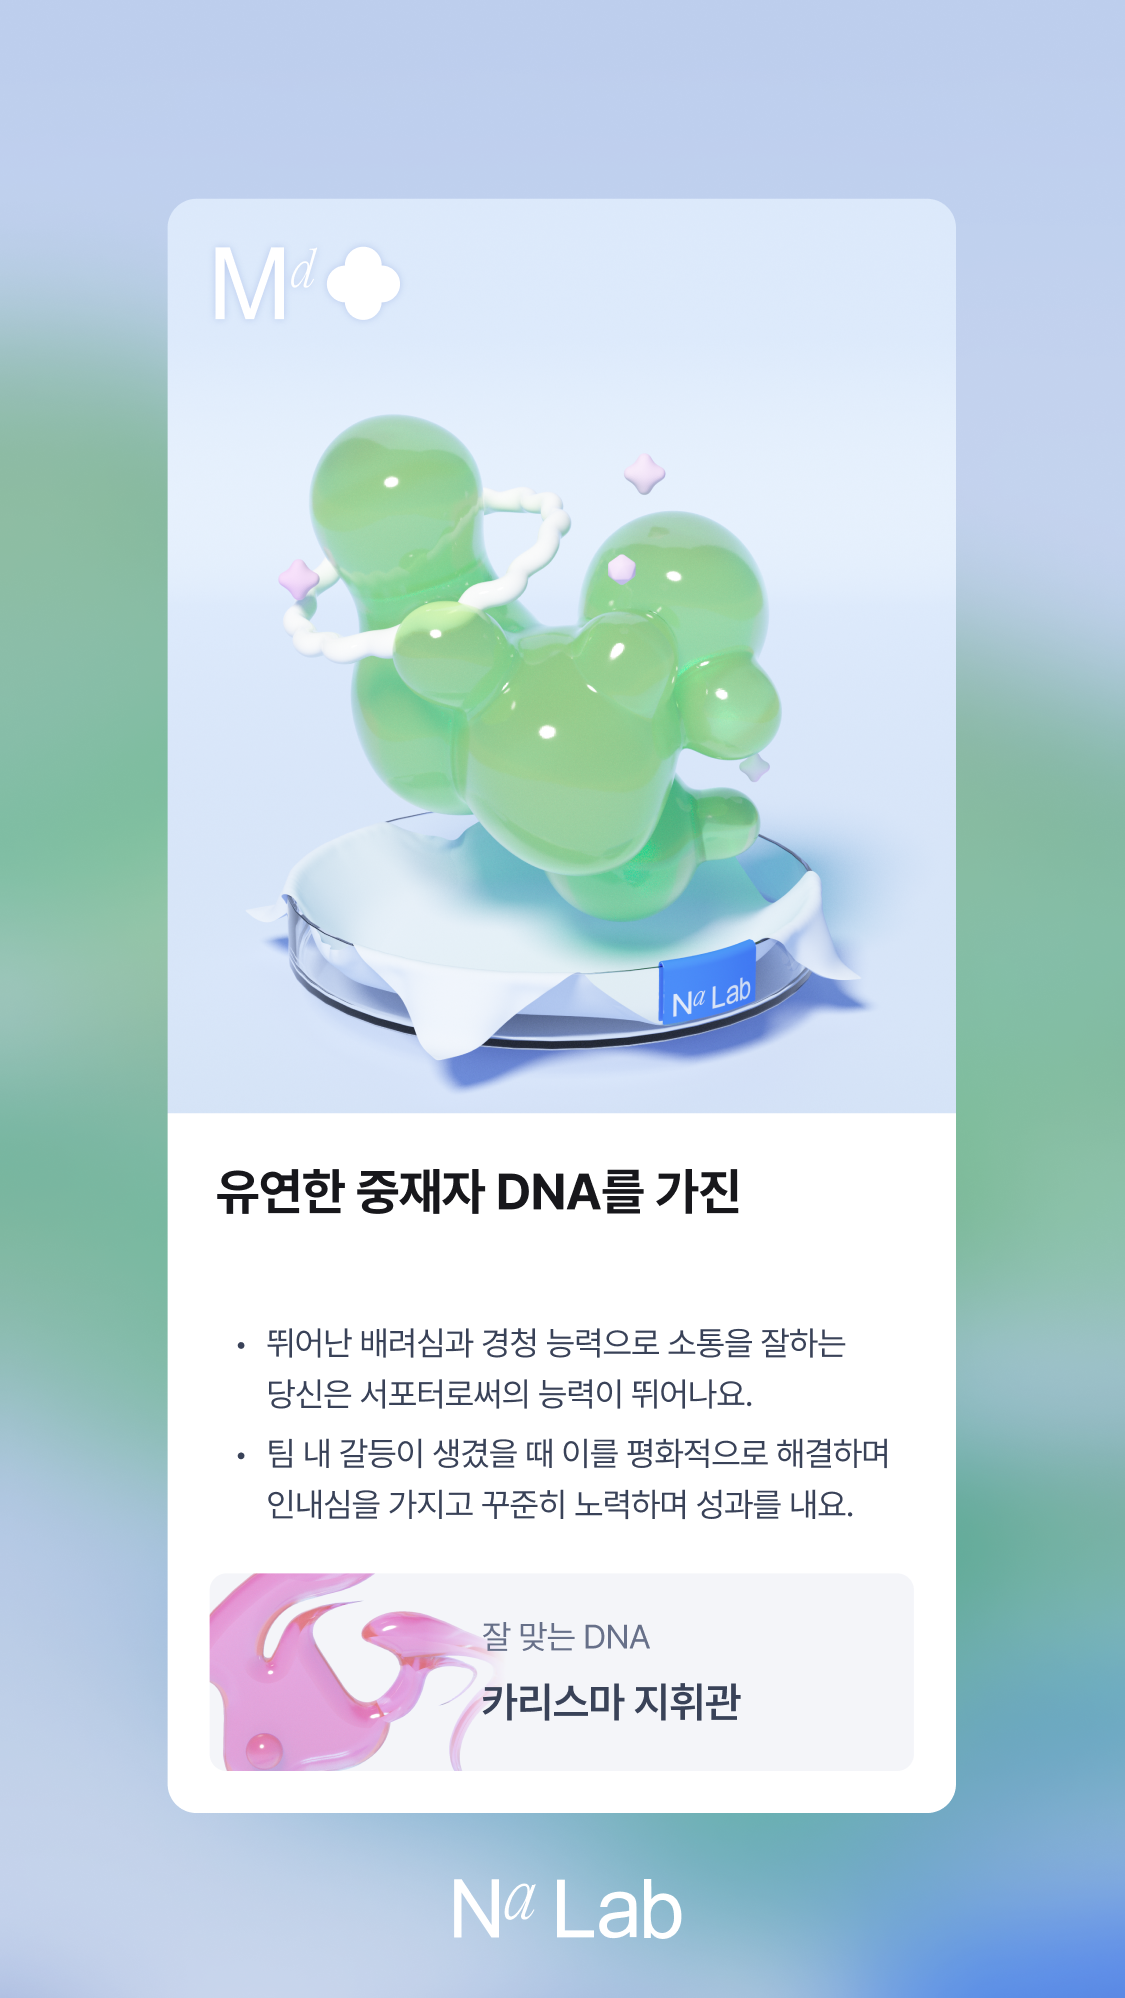 Md
Na Lab
유연한 중재자 DNA를 가진
• 뛰어난 배려심과 경청 능력으로 소통을 잘하는
당신은 서포터로써의 능력이 뛰어나요.
• 팀 내 갈등이 생겼을 때 이를 평화적으로 해결하며
인내심을 가지고 꾸준히 노력하며 성과를 내요.
잘 맞는 DNA
카리스마 지휘관
Na Lab